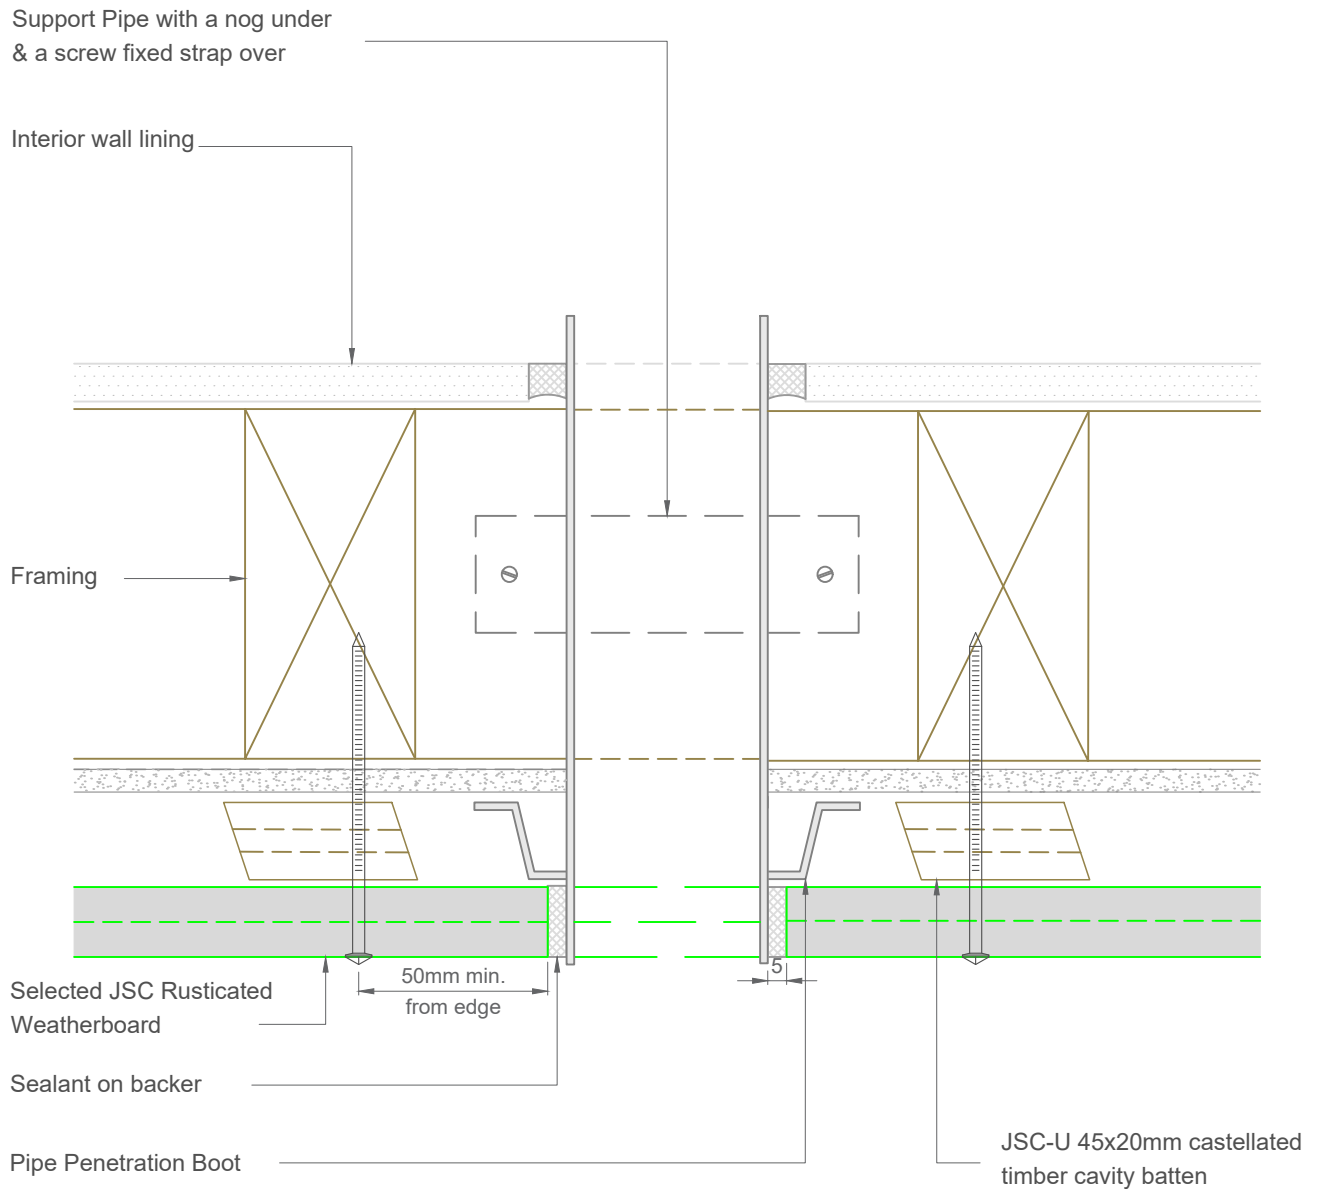 Support Pipe with a nog under
& a screw fixed strap over
Interior wall lining
Framing
50mm min.
from edge
5
Selected JSC Rusticated
Weatherboard
Sealant on backer
Pipe Penetration Boot
JSC-U 45x20mm castellated
timber cavity batten